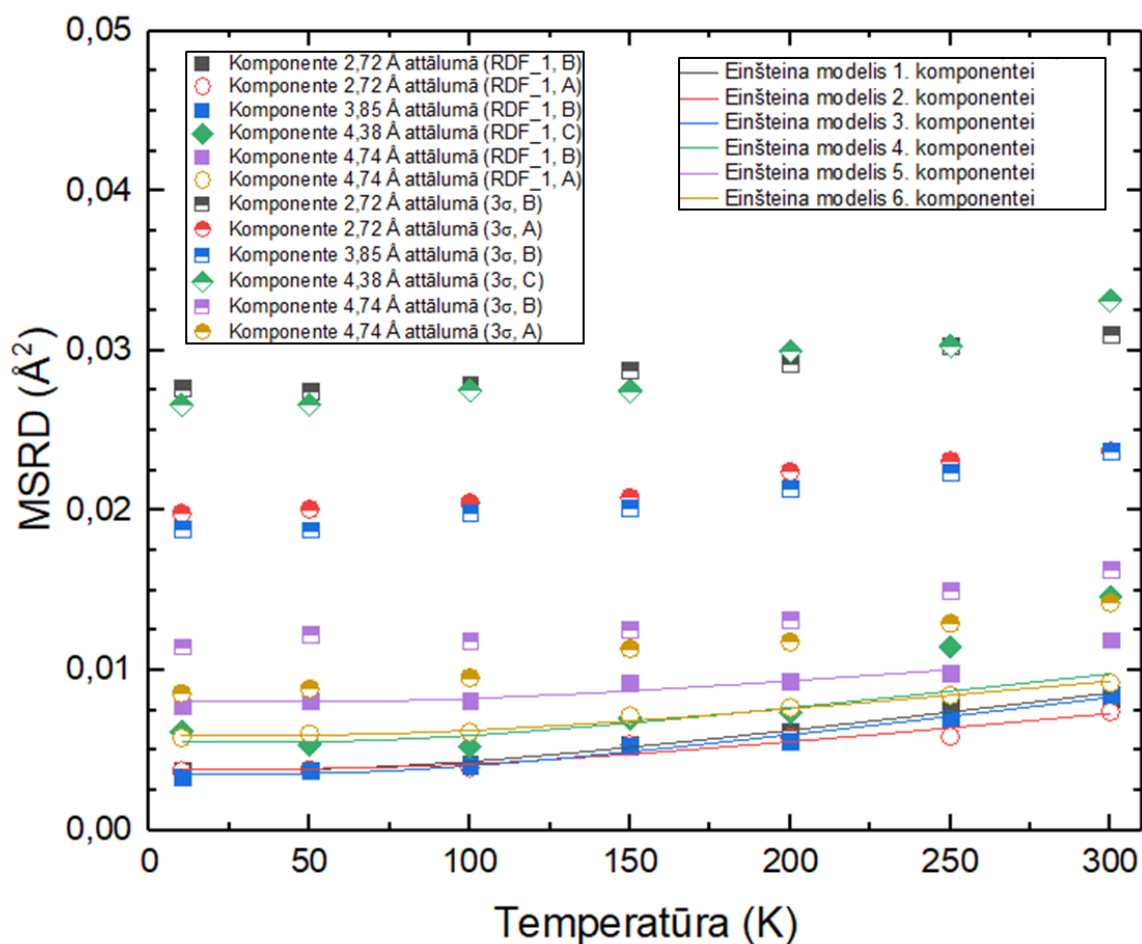 0,05
0,04
0,03
0,02
0,01
0,00
MSRD (Å²)
Komponente 2,72 Å attālumā (RDF_1, B)
Komponente 2,72 Å attālumā (RDF_1, A)
Komponente 3,85 Å attālumā (RDF_1, B)
Komponente 4,38 Å attālumā (RDF_1, C)
Komponente 4,74 Å attālumā (RDF_1, B)
Komponente 4,74 Å attālumā (RDF_1, A)
Komponente 2,72 Å attālumā (3σ, B)
Komponente 2,72 Å attālumā (3σ, A)
Komponente 3,85 Å attālumā (3σ, B)
Komponente 4,38 Å attālumā (3σ, C)
Komponente 4,74 Å attālumā (3σ, B)
Komponente 4,74 Å attālumā (3σ, A)
Einšteina modelis 1. komponentei
Einšteina modelis 2. komponentei
Einšteina modelis 3. komponentei
Einšteina modelis 4. komponentei
Einšteina modelis 5. komponentei
Einšteina modelis 6. komponentei
0 50 100 150 200 250 300
Temperatūra (K)